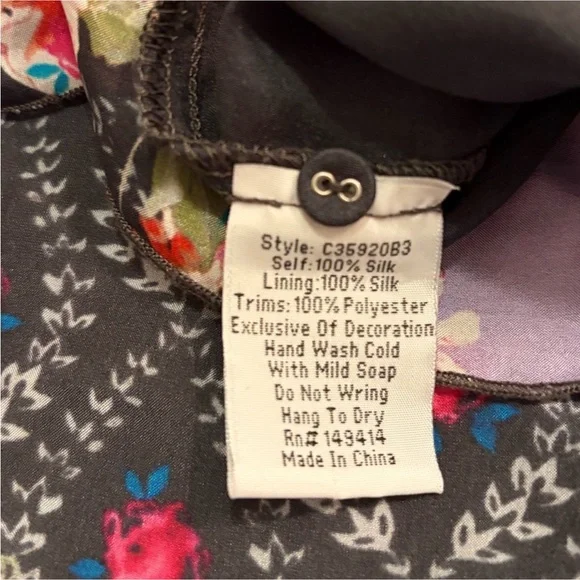 Style: C35920B3
Self:100% Silk
Lining:100% Silk
Trims:100% Polyester
Exclusive Of Decoration
Hand Wash Cold
With Mild Soap
Do Not Wring
Hang To Dry
Rn# 149414
Made In China